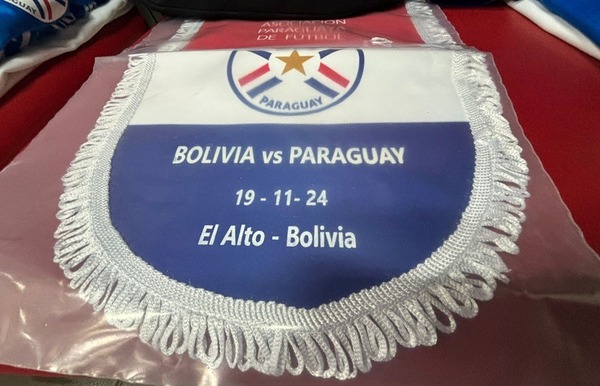 ASOCIACIÓN
PARAGUAYA
DE FÚTBOL
PARAGUAY
BOLIVIA vs PARAGUAY
19 - 11- 24
El Alto - Bolivia